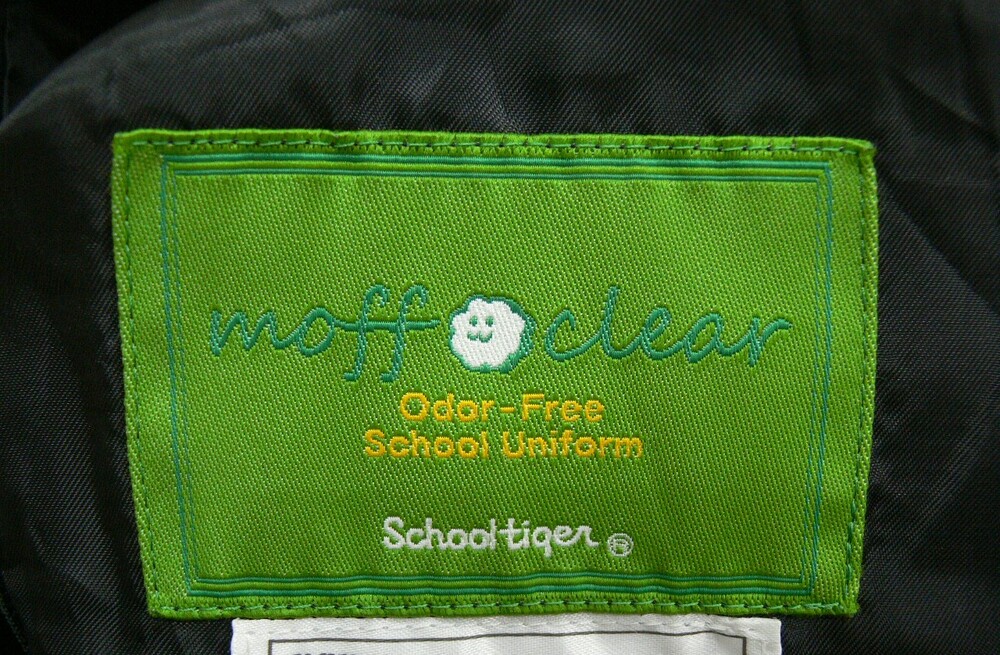 moff clear
Odor-Free
School Uniform
Schooltiger ®